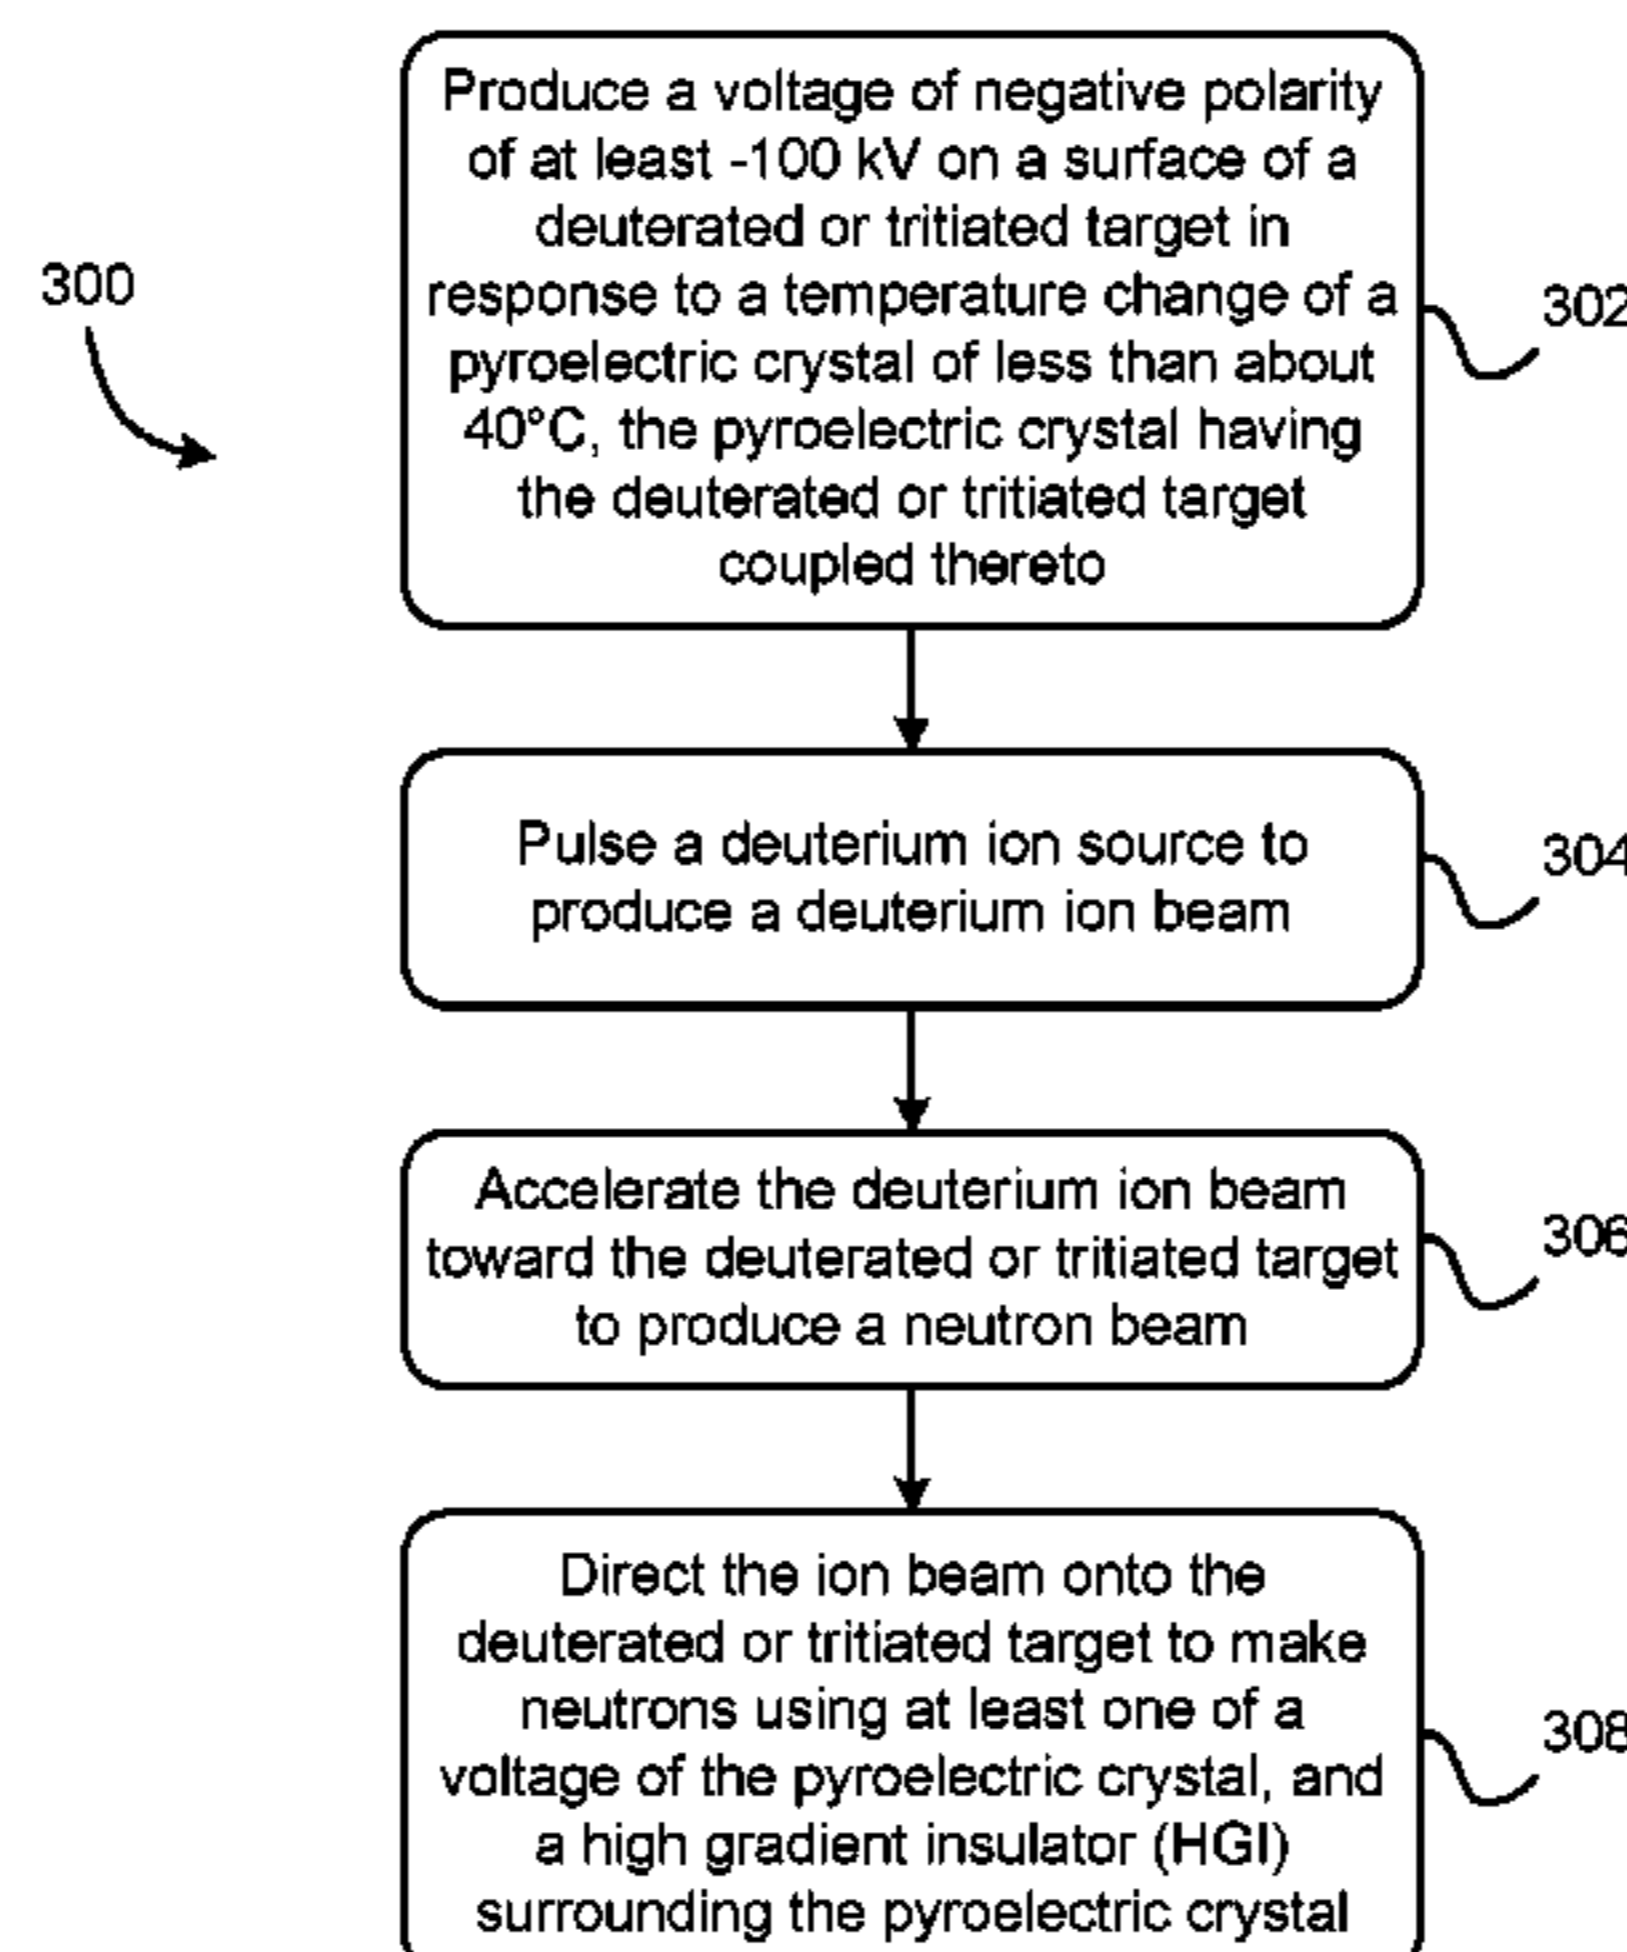 Produce a voltage of negative polarity
of at least -100 kV on a surface of a
deuterated or tritiated target in
response to a temperature change of a
pyroelectric crystal of less than about
40°C, the pyroelectric crystal having
the deuterated or tritiated target
coupled thereto
300
302
Pulse a deuterium ion source to
produce a deuterium ion beam
304
Accelerate the deuterium ion beam
toward the deuterated or tritiated target
to produce a neutron beam
306
Direct the ion beam onto the
deuterated or tritiated target to make
neutrons using at least one of a
voltage of the pyroelectric crystal, and
a high gradient insulator (HGI)
surrounding the pyroelectric crystal
308